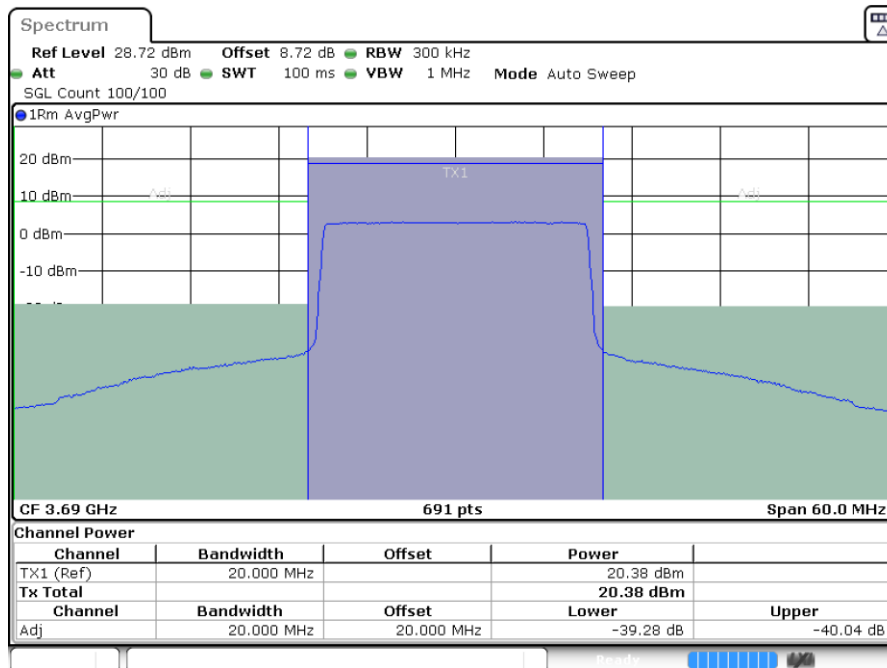 Spectrum
Ref Level 28.72 dBm Offset 8.72 dB RBW 300 kHz
Att 30 dB SWT 100 ms VBW 1 MHz Mode Auto Sweep
SGL Count 100/100
1Rm AvgPwr
20 dBm
TX1
10 dBm
Adj
Adj
0 dBm
-10 dBm
CF 3.69 GHz 691 pts Span 60.0 MHz
Channel Power
Channel Bandwidth Offset Power
TX1 (Ref) 20.000 MHz 20.38 dBm
Tx Total 20.38 dBm
Channel Bandwidth Offset Lower Upper
Adj 20.000 MHz 20.000 MHz -39.28 dB -40.04 dB
Ready